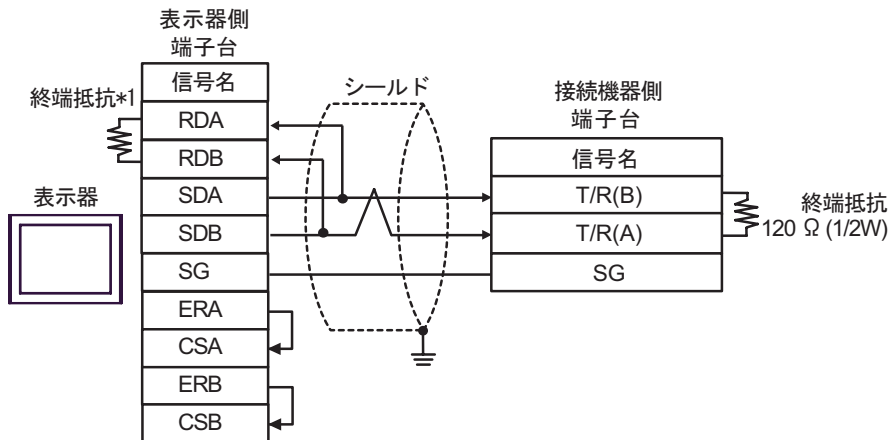 表示器側
端子台
信号名
終端抵抗*1
RDA
RDB
表示器
SDA
SDB
SG
ERA
CSA
ERB
CSB
シールド
接続機器側
端子台
信号名
T/R(B)
T/R(A)
SG
終端抵抗
120 Ω (1/2W)